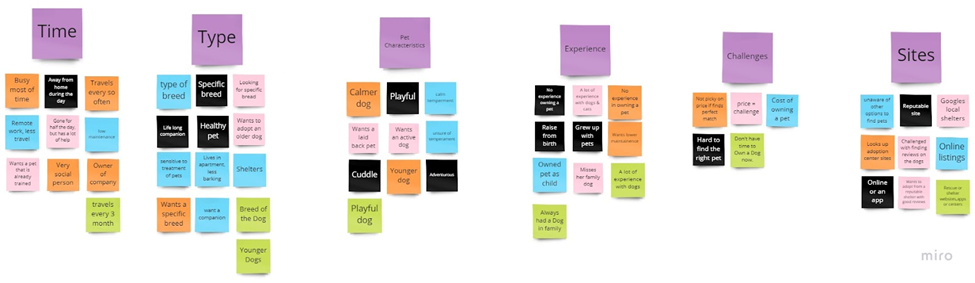 Time
Busy
most of
time
Away from
home during
the day
Travels
every so
often
Remote
work, less
travel
Gone for
half the day,
but has a lot
of help
low
maintenance
Wants a pet
that is
already
trained
Very
social
person
Owner
of
company
travels
every 3
month
Type
type of
breed
Specific
breed
Looking
for specific
breed
Life long
companion
Healthy
pet
Wants to
adopt an
older dog
sensitive to
treatment
of pets
Lives in
apartment,
less
barking
Shelters
Wants a
specific
breed
want a
companion
Breed of
the Dog
Younger
Dogs
Pet
Characteristics
Calmer
dog
Playful
calm
temperament
Wants a
laid
back pet
Wants
an active
dog
amount of
temperament
Cuddle
Younger
dog
Adventurous
Playful
dog
Experience
No
experience
owning a
pet
A lot of
experience
with dogs &
cats
No
experience in
owning a
dog
Raise
from
birth
Grew up
with
pets
Wants lower
maintenance
Owned
pet as
child
Misses
her family
dog
A lot of
experience
with dogs
Always
had a Dog
in family
Challenges
Not picky on
price if finds
perfect
match
price +
challenge
Cost of
owning
a pet
Hard to
find the
right pet
Don't have
time to
Own a Dog
now.
Sites
unaware of
other
options to
find pets
Reputable
site
Googles
local
shelters
Looks up
adoption
center sites
Challenged
with finding
reviews on
the dogs
Online
listings
Online
or an
app
Wants to
adopt from a
reputable
shelter with
good reviews
Rescue or
shelter
websites,apps
or careers
miro